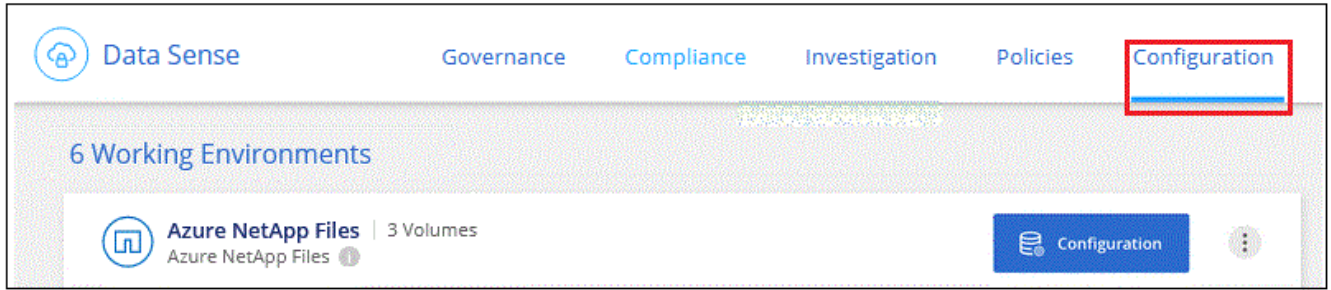 Data Sense Governance Compliance Investigation Policies Configuration
6 Working Environments
Azure NetApp Files | 3 Volumes
Azure NetApp Files
Configuration